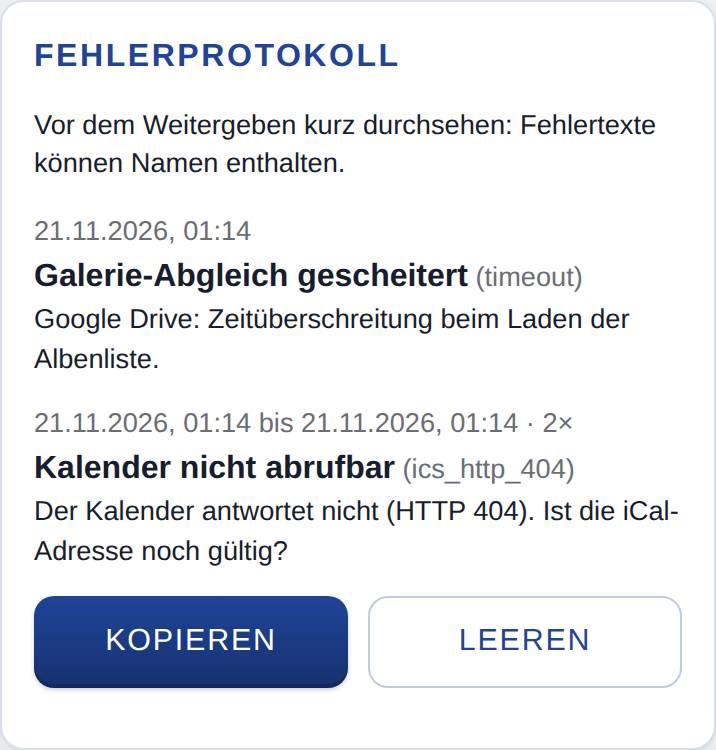 FEHLERPROTOKOLL
Vor dem Weitergeben kurz durchsehen: Fehlertexte
können Namen enthalten.
21.11.2026, 01:14
Galerie-Abgleich gescheitert (timeout)
Google Drive: Zeitüberschreitung beim Laden der
Albenliste.
21.11.2026, 01:14 bis 21.11.2026, 01:14 · 2×
Kalender nicht abrufbar (ics_http_404)
Der Kalender antwortet nicht (HTTP 404). Ist die iCal-
Adresse noch gültig?
KOPIEREN
LEEREN